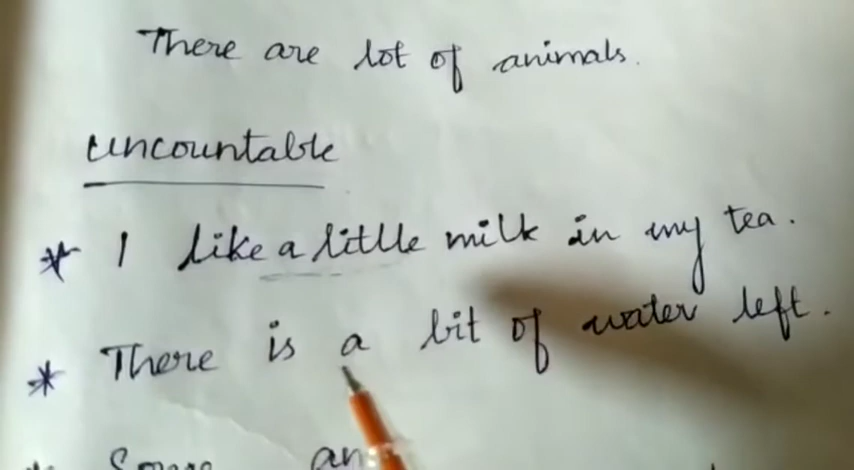 There are lot of animals.
uncountable
* I like a little milk in my tea.
* There is a bit of water left.